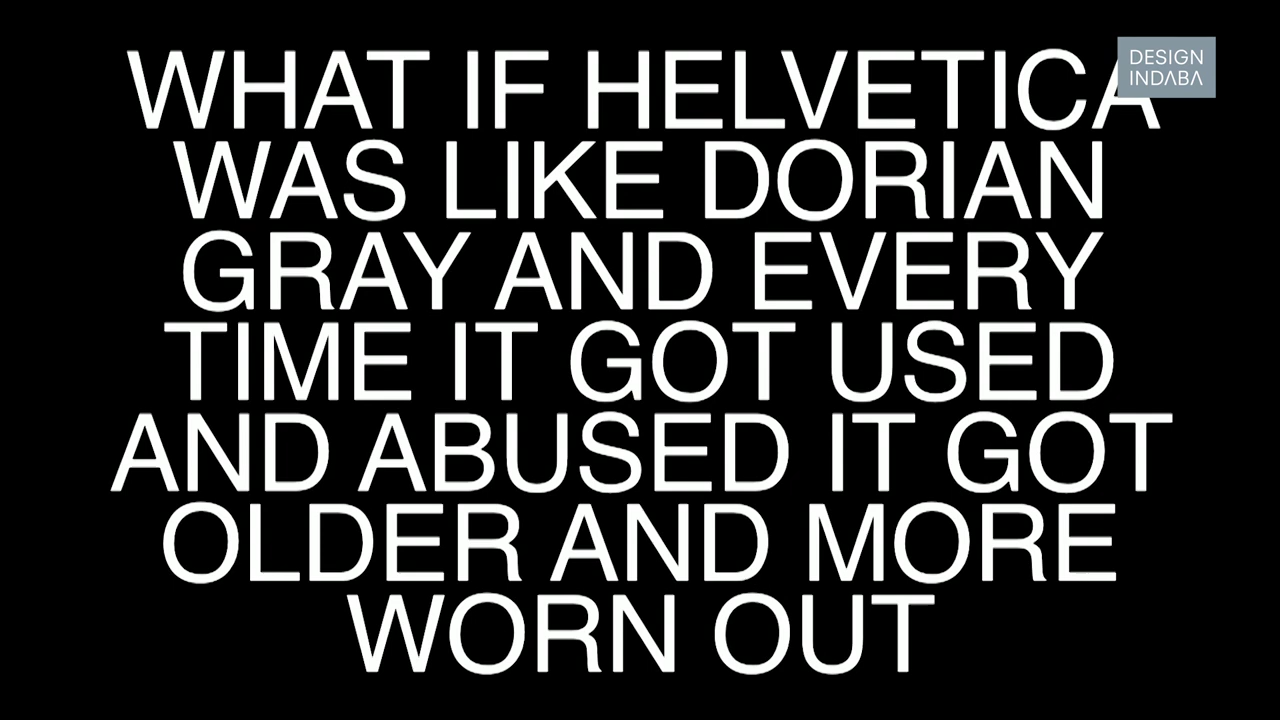 WHAT IF HELVETICA
WAS LIKE DORIAN
GRAY AND EVERY
TIME IT GOT USED
AND ABUSED IT GOT
OLDER AND MORE
WORN OUT
DESIGN
INDABA